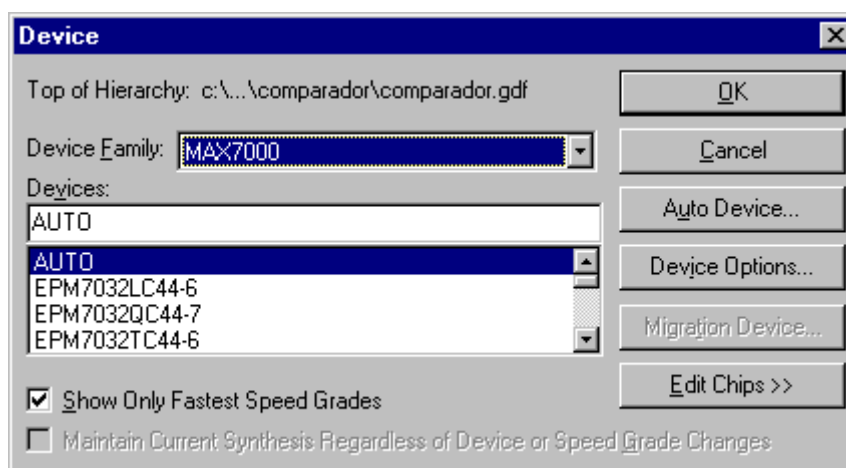 Device
Top of Hierarchy: c:\...\comparador\comparador.gdf
OK
Device Family: MAX7000
Cancel
Devices:
AUTO
Auto Device...
AUTO
EPM7032LC44-6
EPM7032QC44-7
EPM7032TC44-6
Device Options...
Migration Device...
Edit Chips >>
Show Only Fastest Speed Grades
Maintain Current Synthesis Regardless of Device or Speed Grade Changes